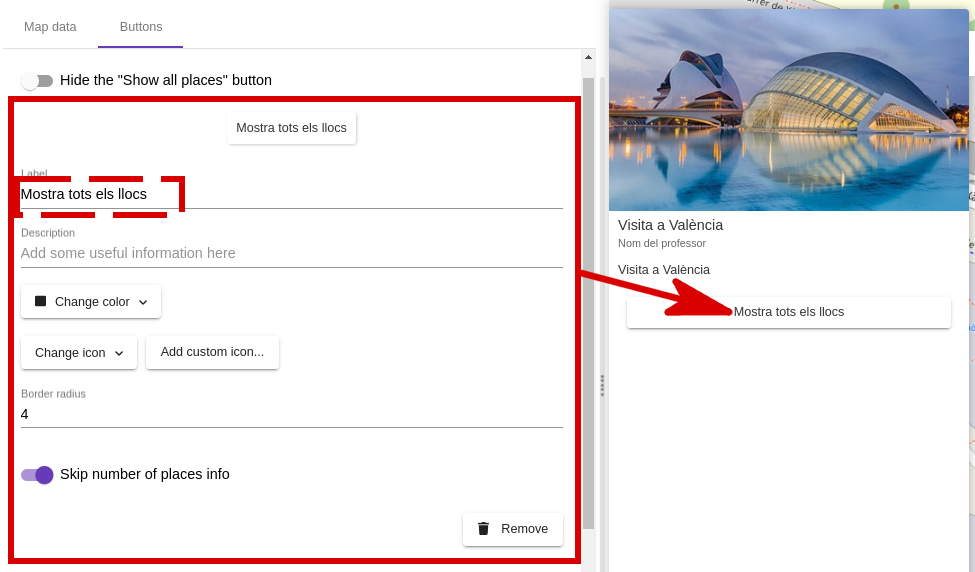 Map data
Buttons
Hide the "Show all places" button
Mostra tots els llocs
Label
Mostra tots els llocs
Description
Add some useful information here
Change color
Change icon
Add custom icon...
Border radius
4
Skip number of places info
Remove
Visita a València
Nom del professor
Visita a València
Mostra tots els llocs